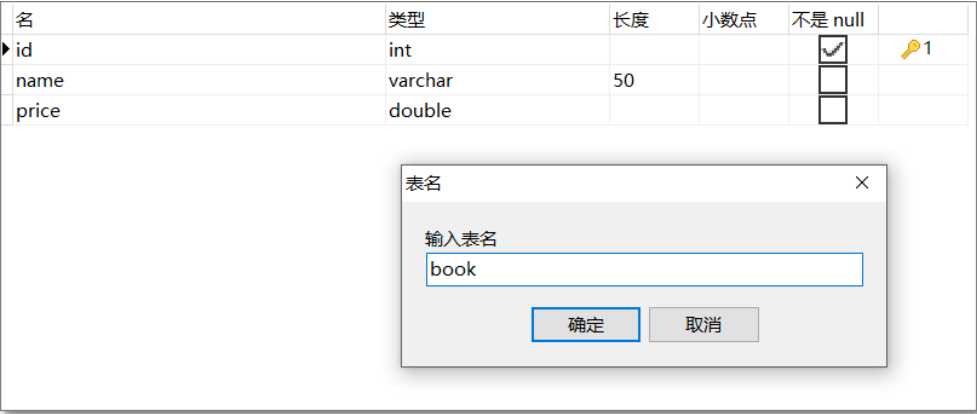 名 类型 长度 小数点 不是 null
id int 1
name varchar 50
price double
表名
输入表名
book
确定 取消